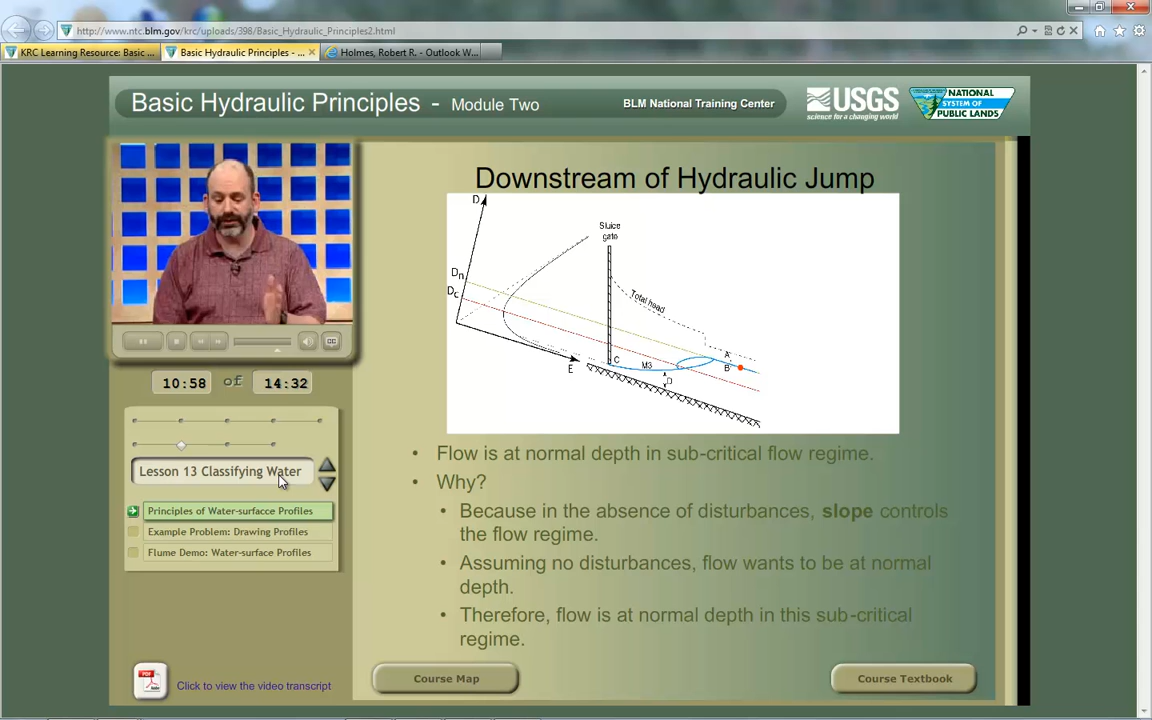 http://www.ntc.blm.gov/krc/uploads/398/Basic_Hydraulic_Principles2.html
KRC Learning Resource: Basic ...
Basic Hydraulic Principles - ...
Holmes, Robert R. - Outlook W...
Basic Hydraulic Principles - Module Two
BLM National Training Center
USGS
science for a changing world
NATIONAL
SYSTEM OF
PUBLIC LANDS
Downstream of Hydraulic Jump
D
Sluice
gate
Dn
Dc
Total head
A
B
C
M3
D
E
CC
10:58 of 14:32
Lesson 13 Classifying Water
Principles of Water-surfacce Profiles
Example Problem: Drawing Profiles
Flume Demo: Water-surface Profiles
• Flow is at normal depth in sub-critical flow regime.
• Why?
• Because in the absence of disturbances, slope controls
the flow regime.
• Assuming no disturbances, flow wants to be at normal
depth.
• Therefore, flow is at normal depth in this sub-critical
regime.
PDF
Click to view the video transcript
Course Map
Course Textbook